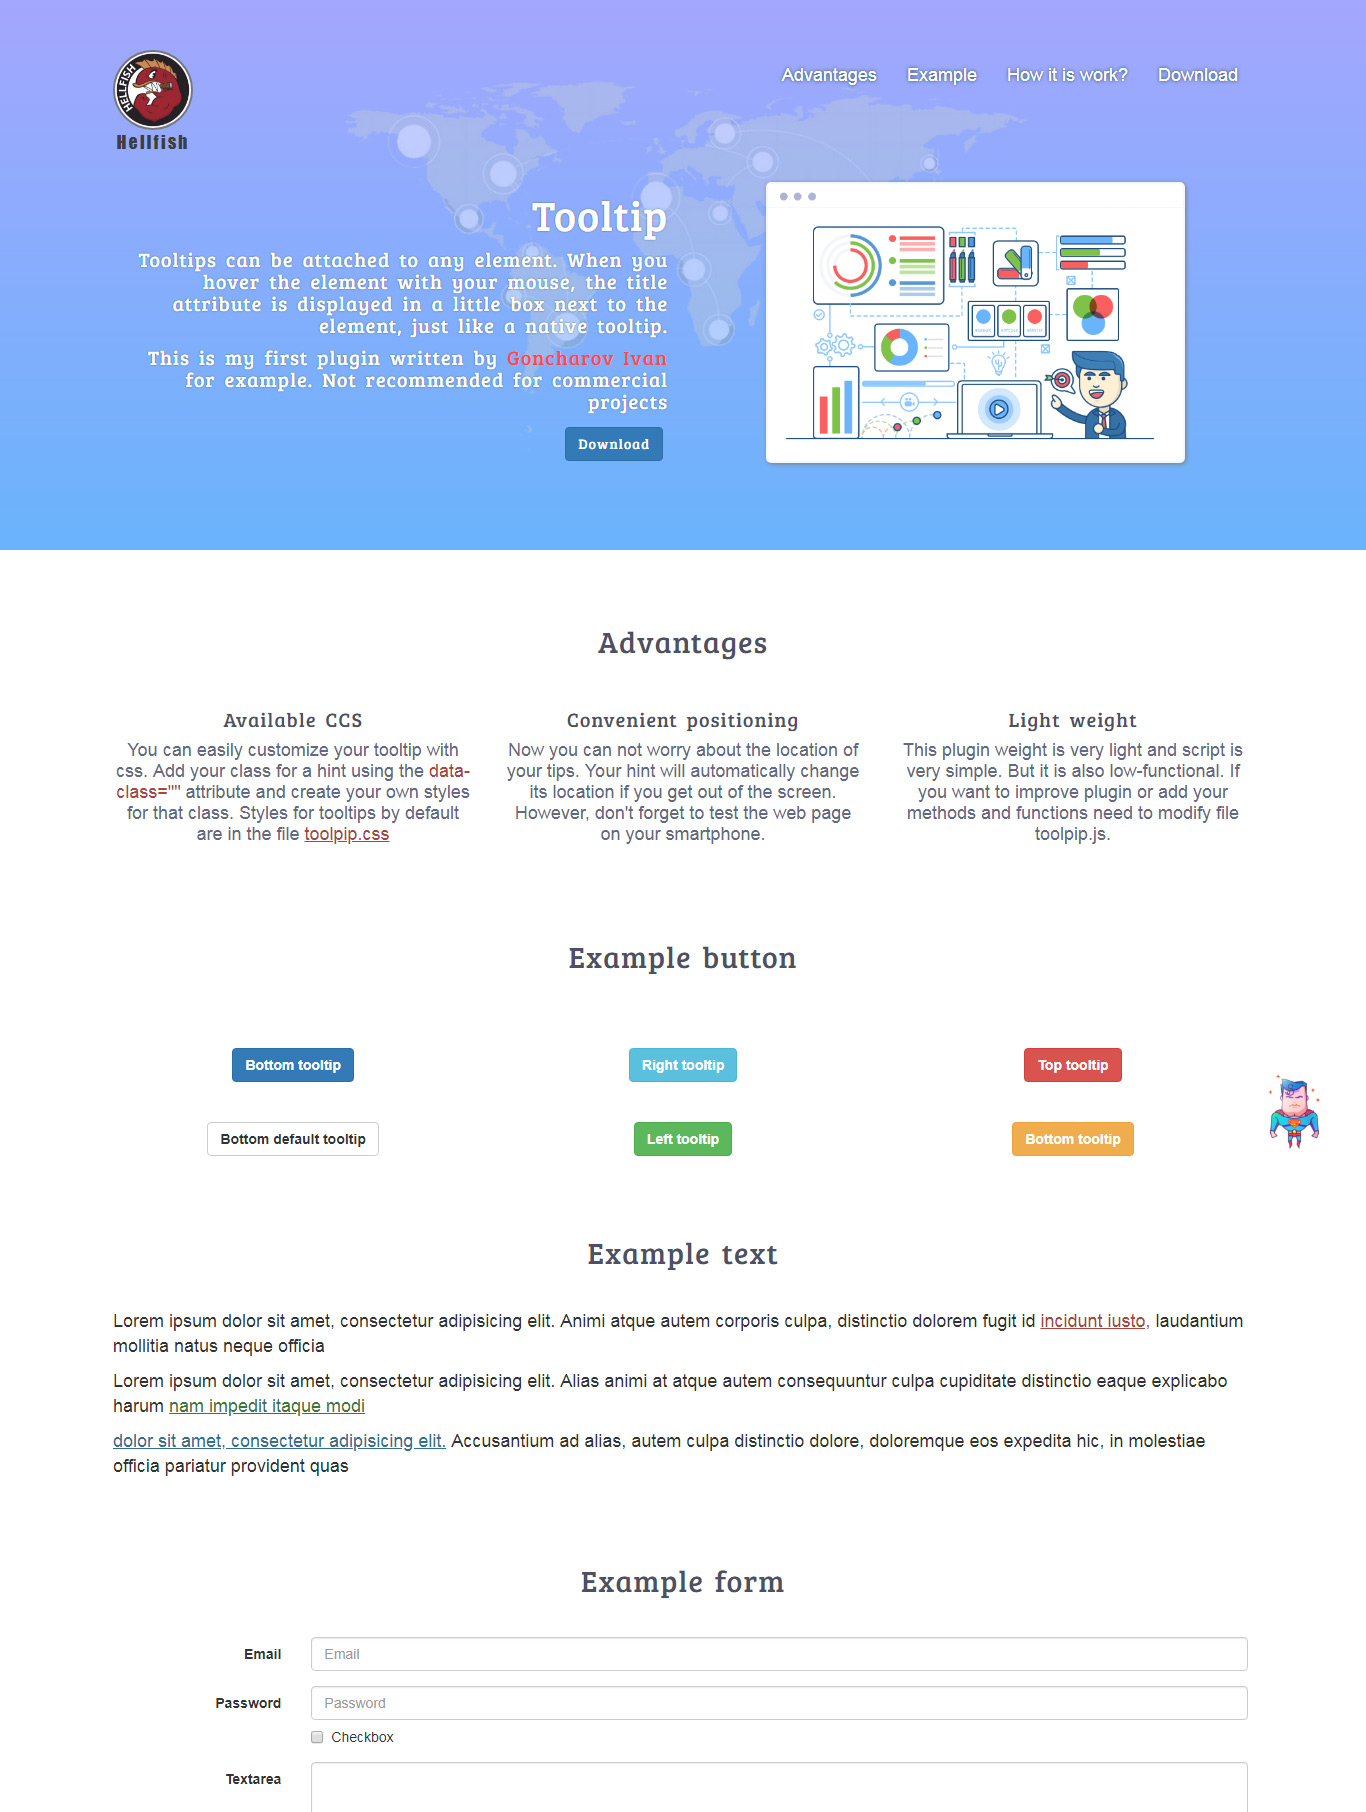 HELLFISH
Hellfish
Advantages Example How it is work? Download
Tooltip
Tooltips can be attached to any element. When you
hover the element with your mouse, the title
attribute is displayed in a little box next to the
element, just like a native tooltip.
This is my first plugin written by Goncharov Ivan
for example. Not recommended for commercial
projects
Download
Advantages
Available CCS
You can easily customize your tooltip with
css. Add your class for a hint using the data-
class="" attribute and create your own styles
for that class. Styles for tooltips by default
are in the file toolpip.css
Convenient positioning
Now you can not worry about the location of
your tips. Your hint will automatically change
its location if you get out of the screen.
However, don't forget to test the web page
on your smartphone.
Light weight
This plugin weight is very light and script is
very simple. But it is also low-functional. If
you want to improve plugin or add your
methods and functions need to modify file
toolpip.js.
Example button
Bottom tooltip Right tooltip Top tooltip
Bottom default tooltip Left tooltip Bottom tooltip
Example text
Lorem ipsum dolor sit amet, consectetur adipisicing elit. Animi atque autem corporis culpa, distinctio dolorem fugit id incidunt iusto, laudantium
mollitia natus neque officia
Lorem ipsum dolor sit amet, consectetur adipisicing elit. Alias animi at atque autem consequuntur culpa cupiditate distinctio eaque explicabo
harum nam impedit itaque modi
dolor sit amet, consectetur adipisicing elit. Accusantium ad alias, autem culpa distinctio dolore, doloremque eos expedita hic, in molestiae
officia pariatur provident quas
Example form
Email Email
Password Password
Checkbox
Textarea